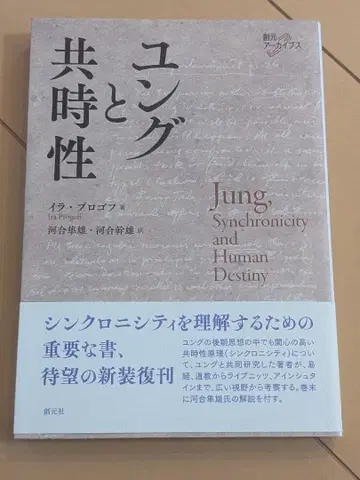 創元
アーカイブス
ユング
と
共時性
イラ・プロゴフ 著
Ira Progoff
河合隼雄・河合幹雄 訳
Jung,
Synchronicity
and
Human
Destiny
シンクロニシティを理解するための
重要な書、
待望の新装復刊
ユングの後期思想の中でも関心の高い
共時性原理(シンクロニシティ)につい
て、ユングと共同研究した著者が、易
経、道教からライプニッツ、アインシュタ
インまで、広い視野から考察する。巻末
に河合隼雄氏の解説を付す。
創元社